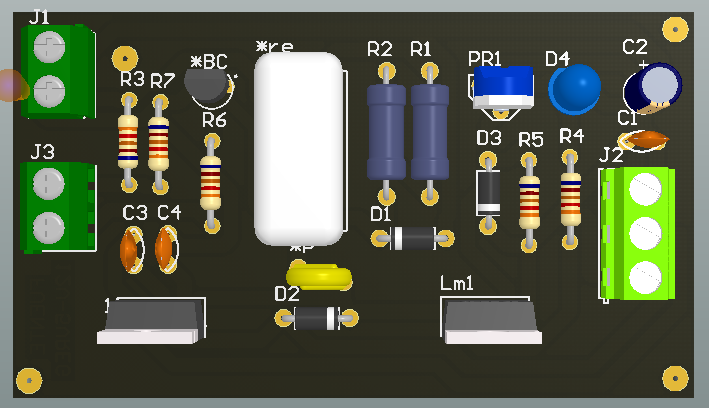 J1
*re
R2
R1
C2
+
*BC
PR1
D4
R3
R7
R6
C1
J3
D3
R5
R4
J2
C3
C4
D1
*P
D2
Lm1
1